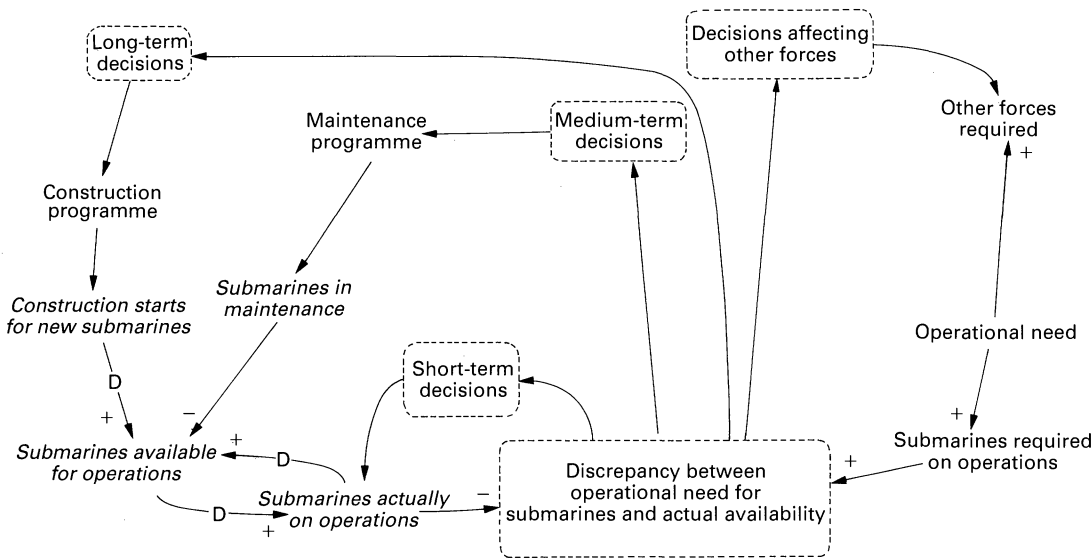 Long-term
decisions
Decisions affecting
other forces
Other forces
required
+
Maintenance
programme
Medium-term
decisions
Construction
programme
Submarines in
maintenance
Construction starts
for new submarines
Operational need
Short-term
decisions
D
+
−
+
Submarines available
for operations
D
D
+
Submarines actually
on operations
−
Discrepancy between
operational need for
submarines and actual availability
+
+
Submarines required
on operations